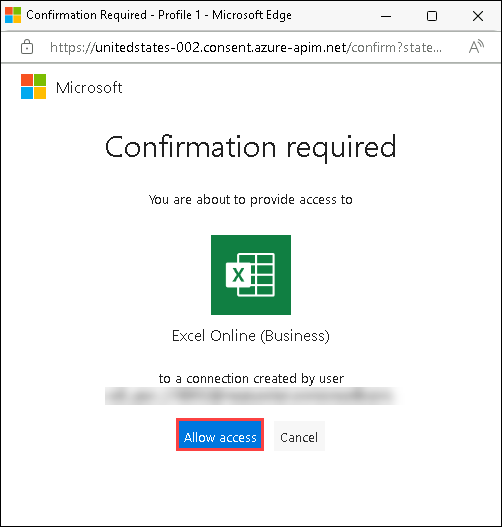 Confirmation Required - Profile 1 - Microsoft Edge
https://unitedstates-002.consent.azure-apim.net/confirm?state...
Microsoft
Confirmation required
You are about to provide access to
X
Excel Online (Business)
to a connection created by user
Allow access
Cancel